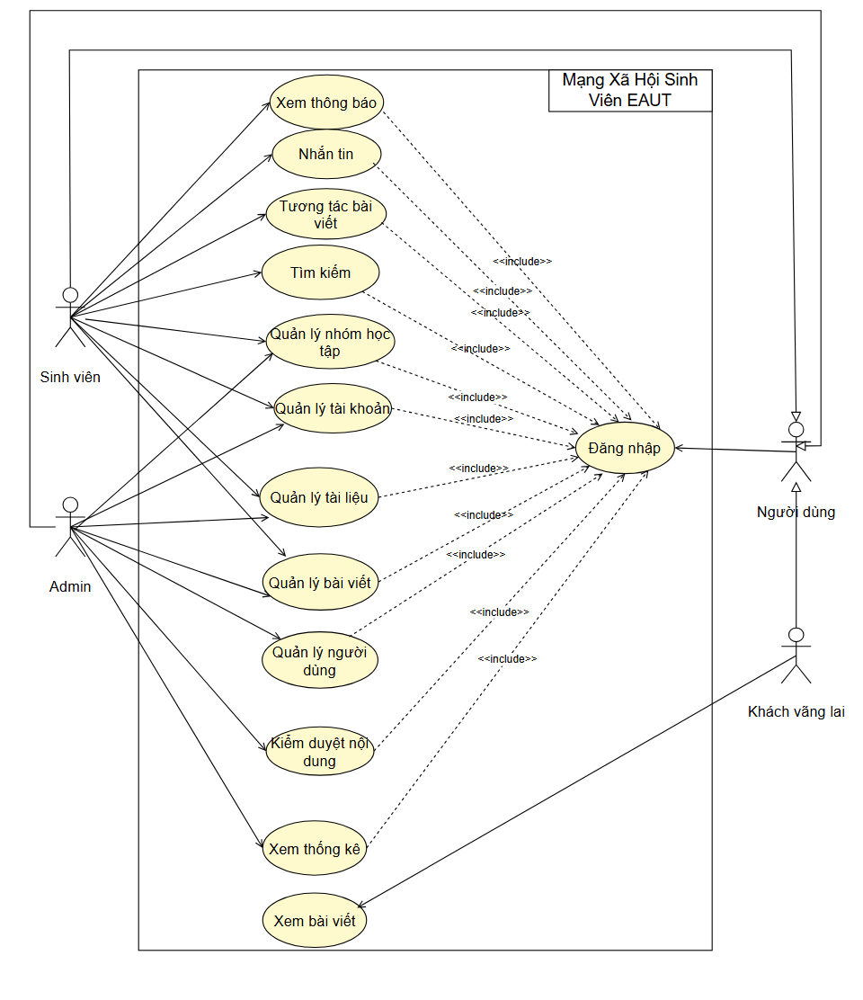 Mạng Xã Hội Sinh
Viên EAUT
Xem thông báo
Nhắn tin
Tương tác bài
viết
Tìm kiếm
Quản lý nhóm học
tập
Quản lý tài khoản
Quản lý tài liệu
Quản lý bài viết
Quản lý người
dùng
Kiểm duyệt nội
dung
Xem thống kê
Xem bài viết
<<include>>
<<include>>
<<include>>
<<include>>
<<include>>
<<include>>
<<include>>
<<include>>
<<include>>
<<include>>
<<include>>
Đăng nhập
Sinh viên
Admin
Người dùng
Khách vãng lai